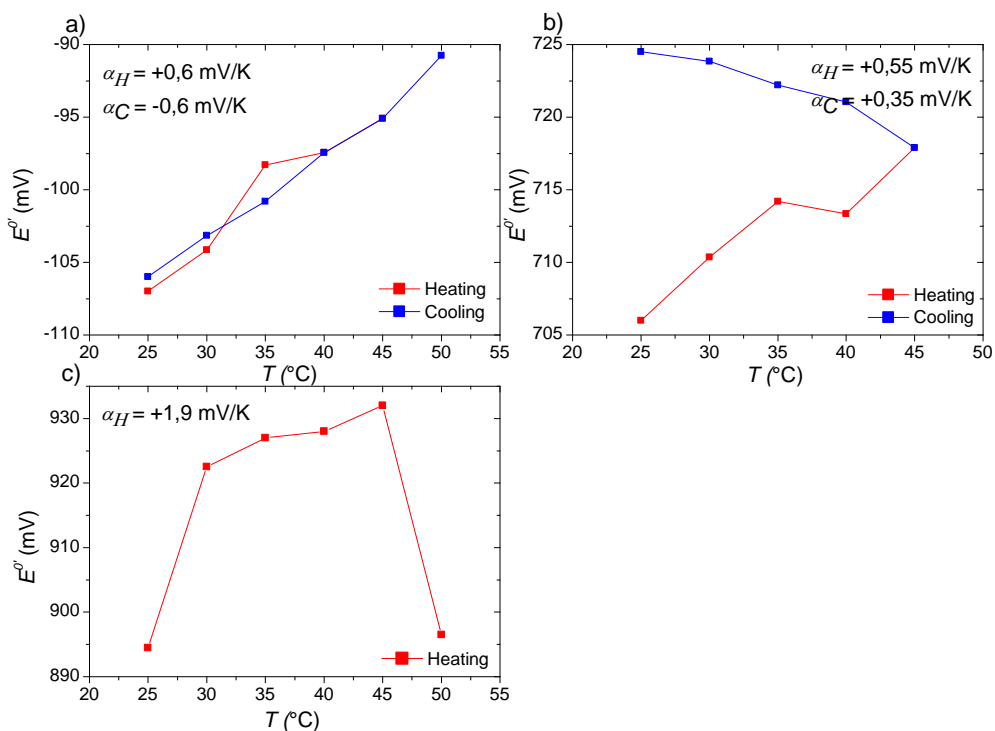 a)
-90
-95
-100
-105
-110
E0' (mV)
αH = +0,6 mV/K
αC = -0,6 mV/K
Heating
Cooling
20 25 30 35 40 45 50 55
T (°C)
b)
725
720
715
710
705
E0' (mV)
αH = +0,55 mV/K
αC = +0,35 mV/K
Heating
Cooling
20 25 30 35 40 45 50
T (°C)
c)
930
920
910
900
890
E0' (mV)
αH = +1,9 mV/K
Heating
20 25 30 35 40 45 50 55
T (°C)